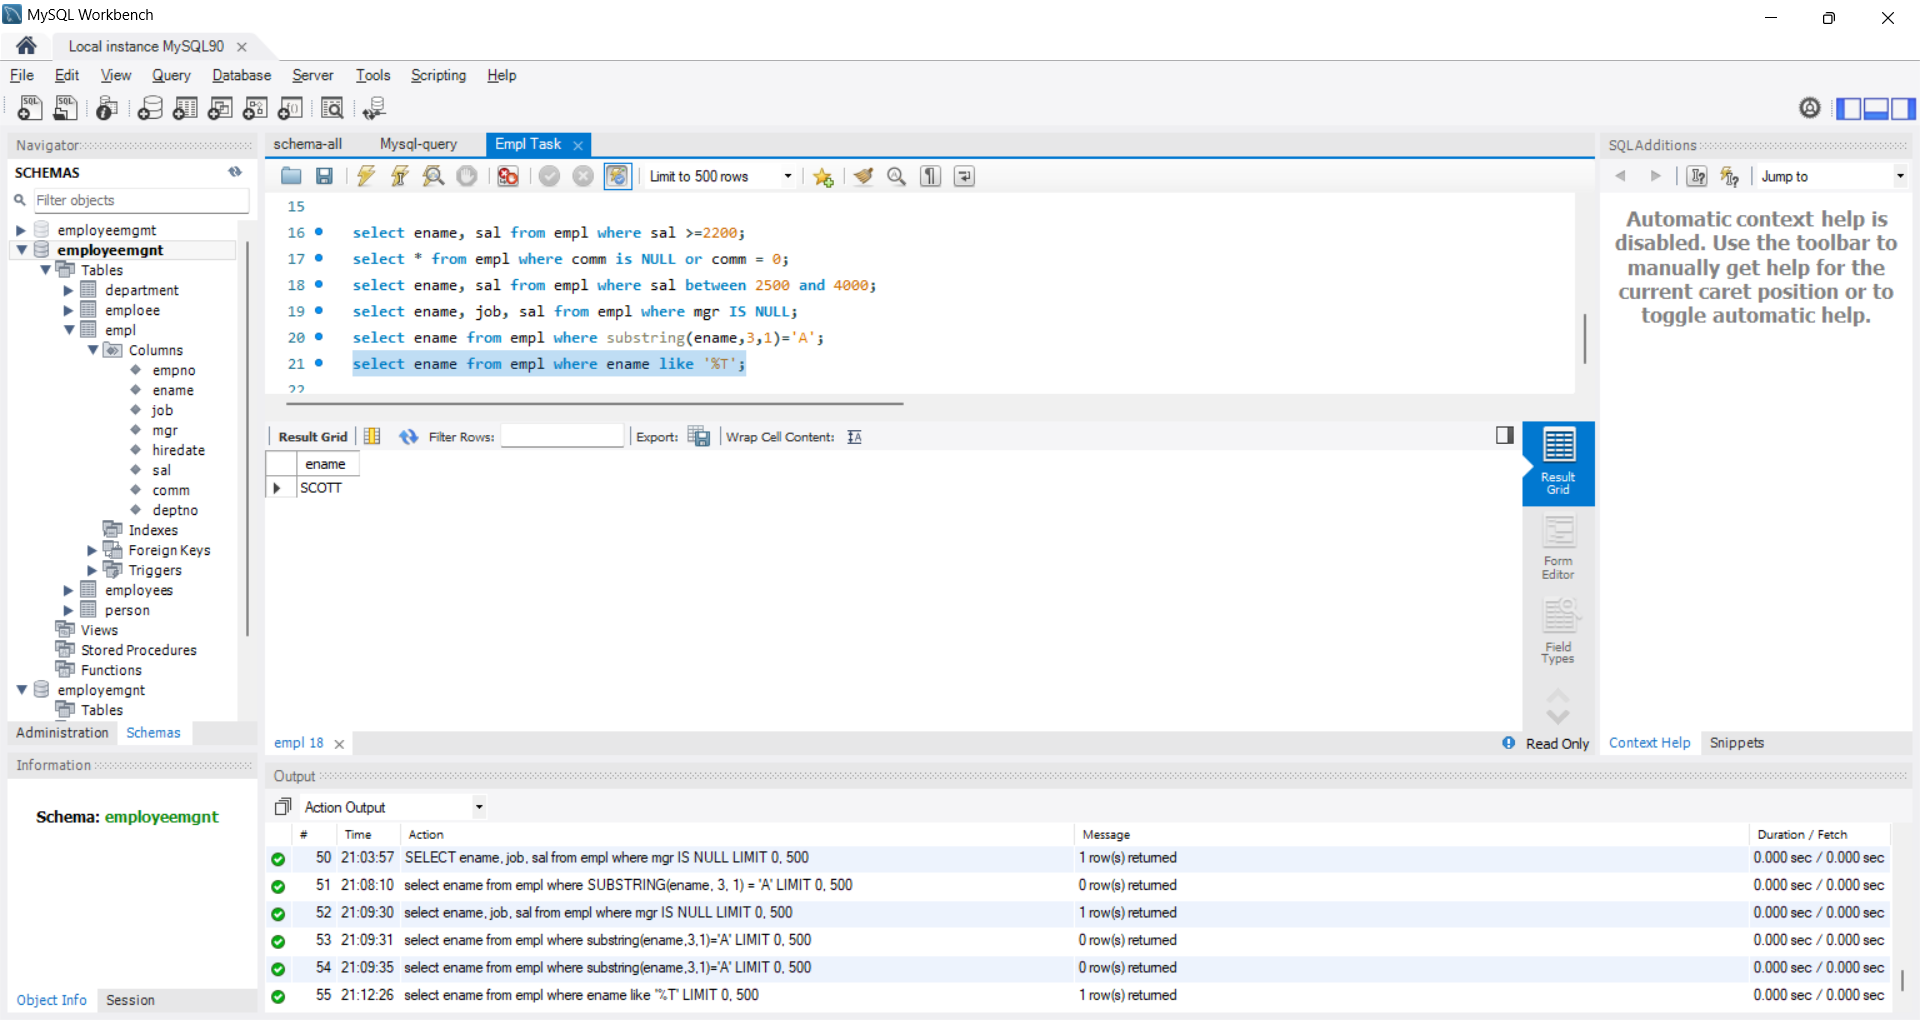 MySQL Workbench
Local instance MySQL90
File Edit View Query Database Server Tools Scripting Help
Navigator
SCHEMAS
Filter objects
employeemgmt
employeemgnt
Tables
department
emploee
empl
Columns
empno
ename
job
mgr
hiredate
sal
comm
deptno
Indexes
Foreign Keys
Triggers
employees
person
Views
Stored Procedures
Functions
employemgnt
Tables
Administration Schemas
Information
Schema: employeemgnt
Object Info Session
schema-all Mysql-query Empl Task
Limit to 500 rows
15
16 select ename, sal from empl where sal >=2200;
17 select * from empl where comm is NULL or comm = 0;
18 select ename, sal from empl where sal between 2500 and 4000;
19 select ename, job, sal from empl where mgr IS NULL;
20 select ename from empl where substring(ename,3,1)='A';
21 select ename from empl where ename like '%T';
22
Result Grid Filter Rows: Export: Wrap Cell Content:
ename
SCOTT
Result
Grid
Form
Editor
Field
Types
empl 18
Read Only
SQLAdditions
Jump to
Automatic context help is
disabled. Use the toolbar to
manually get help for the
current caret position or to
toggle automatic help.
Context Help Snippets
Output
Action Output
# Time Action Message Duration / Fetch
50 21:03:57 SELECT ename, job, sal from empl where mgr IS NULL LIMIT 0, 500 1 row(s) returned 0.000 sec / 0.000 sec
51 21:08:10 select ename from empl where SUBSTRING(ename, 3, 1) = 'A' LIMIT 0, 500 0 row(s) returned 0.000 sec / 0.000 sec
52 21:09:30 select ename, job, sal from empl where mgr IS NULL LIMIT 0, 500 1 row(s) returned 0.000 sec / 0.000 sec
53 21:09:31 select ename from empl where substring(ename,3,1)='A' LIMIT 0, 500 0 row(s) returned 0.000 sec / 0.000 sec
54 21:09:35 select ename from empl where substring(ename,3,1)='A' LIMIT 0, 500 0 row(s) returned 0.000 sec / 0.000 sec
55 21:12:26 select ename from empl where ename like '%T' LIMIT 0, 500 1 row(s) returned 0.000 sec / 0.000 sec